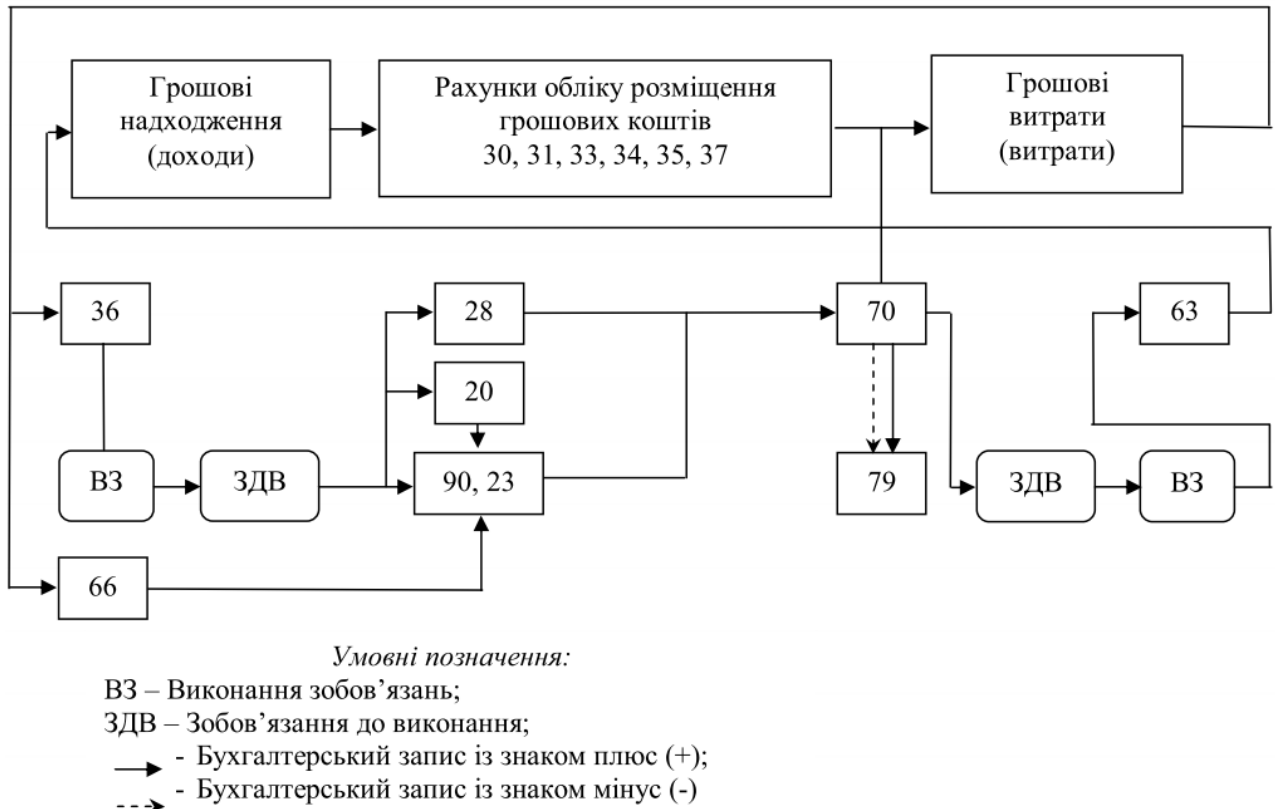 Грошові
надходження
(доходи)
Рахунки обліку розміщення
грошових коштів
30, 31, 33, 34, 35, 37
Грошові
витрати
(витрати)
36
28
70
63
20
ВЗ
ЗДВ
90, 23
79
ЗДВ
ВЗ
66
Умовні позначення:
ВЗ – Виконання зобов’язань;
ЗДВ – Зобов’язання до виконання;
- Бухгалтерський запис із знаком плюс (+);
- Бухгалтерський запис із знаком мінус (-)